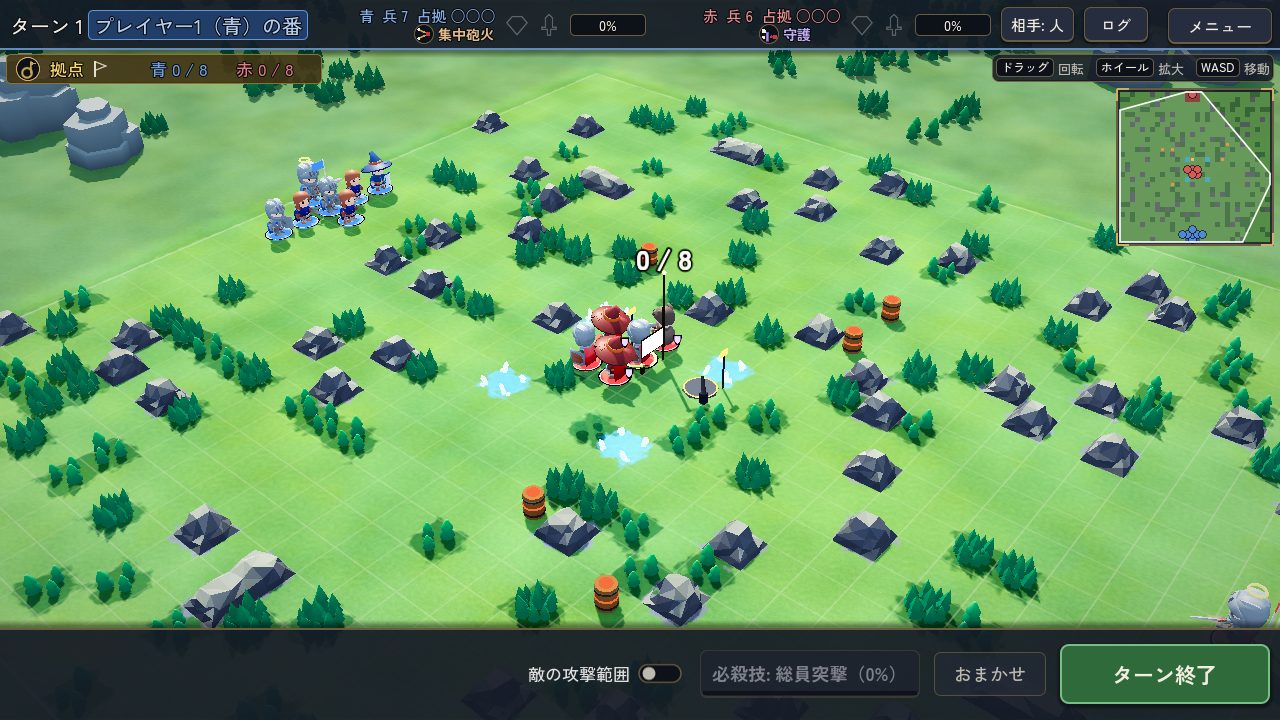 ターン 1 プレイヤー1（青）の番
青 兵 7 占拠 〇〇〇
集中砲火
0%
赤 兵 6 占拠 〇〇〇
守護
0%
相手: 人
ログ
メニュー
拠点 青 0 / 8 赤 0 / 8
ドラッグ 回転 ホイール 拡大 WASD 移動
0 / 8
敵の攻撃範囲
必殺技: 総員突撃（0%）
おまかせ
ターン終了